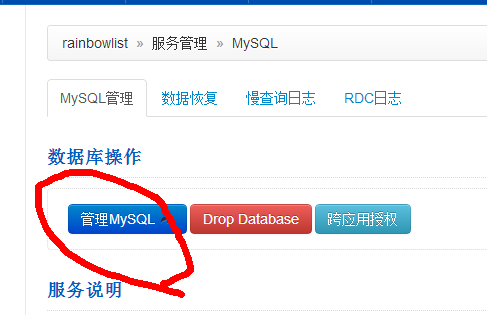 rainbowlist » 服务管理 » MySQL
MySQL管理 数据恢复 慢查询日志 RDC日志
数据库操作
管理MySQL Drop Database 跨应用授权
服务说明